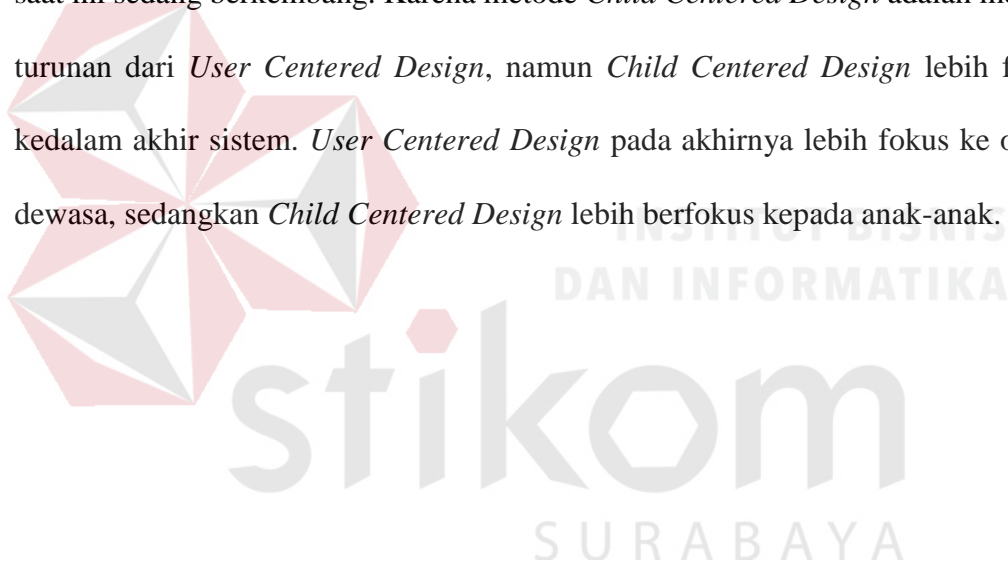 saat ini sedang berkembang. Karena metode Child Centered Design adalah
turunan dari User Centered Design, namun Child Centered Design lebih
kedalam akhir sistem. User Centered Design pada akhirnya lebih fokus ke
dewasa, sedangkan Child Centered Design lebih berfokus kepada anak-anak.
INSTITUT BISNIS
DAN INFORMATIKA
stikom
SURABAYA